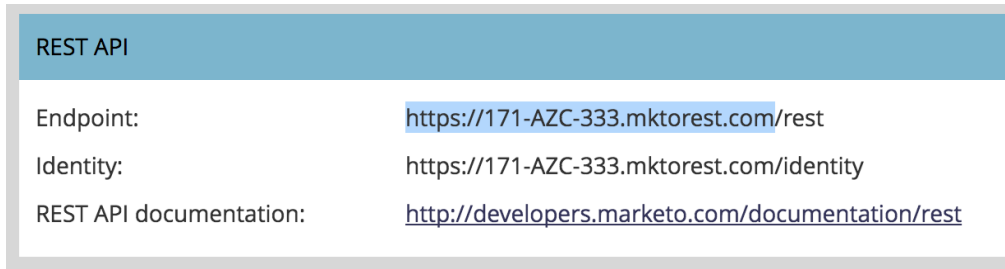 REST API
Endpoint: https://171-AZC-333.mktorest.com/rest
Identity: https://171-AZC-333.mktorest.com/identity
REST API documentation: http://developers.marketo.com/documentation/rest